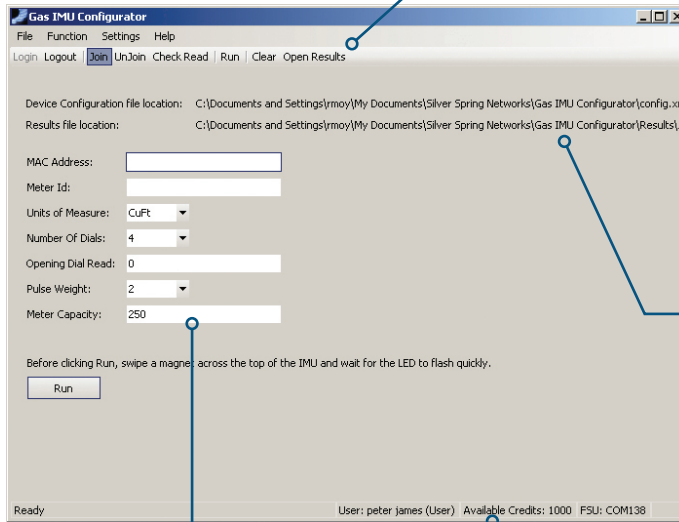 Gas IMU Configurator
File Function Settings Help
Login Logout Join UnJoin Check Read Run Clear Open Results
Device Configuration file location: C:\Documents and Settings\rmoy\My Documents\Silver Spring Networks\Gas IMU Configurator\config.x
Results file location: C:\Documents and Settings\rmoy\My Documents\Silver Spring Networks\Gas IMU Configurator\Results\
MAC Address:
Meter Id:
Units of Measure: CuFt
Number Of Dials: 4
Opening Dial Read: 0
Pulse Weight: 2
Meter Capacity: 250
Before clicking Run, swipe a magnet across the top of the IMU and wait for the LED to flash quickly.
Run
Ready User: peter james (User) Available Credits: 1000 FSU: COM138